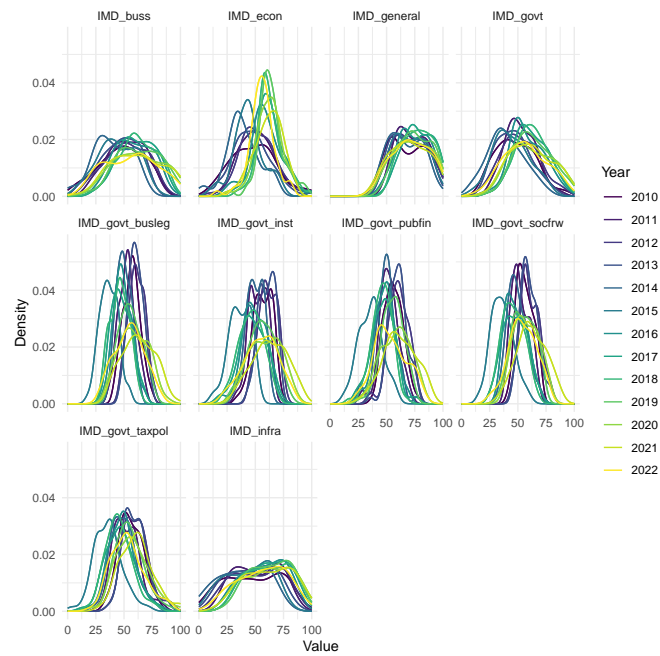 IMD_buss IMD_econ IMD_general IMD_govt
0.04
0.02
0.00
IMD_govt_busleg IMD_govt_inst IMD_govt_pubfin IMD_govt_socfrw
0.04
0.02
0.00
0 25 50 75 100 0 25 50 75 100
IMD_govt_taxpol IMD_infra
0.04
0.02
0.00
0 25 50 75 100 0 25 50 75 100
Value
Density
Year
2010
2011
2012
2013
2014
2015
2016
2017
2018
2019
2020
2021
2022